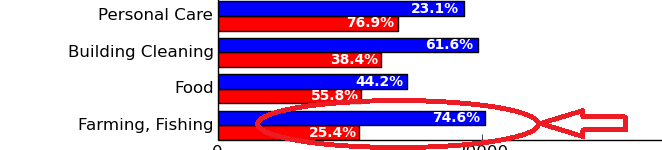 Personal Care 23.1%
76.9%
Building Cleaning 61.6%
38.4%
Food 44.2%
55.8%
Farming, Fishing 74.6%
25.4%